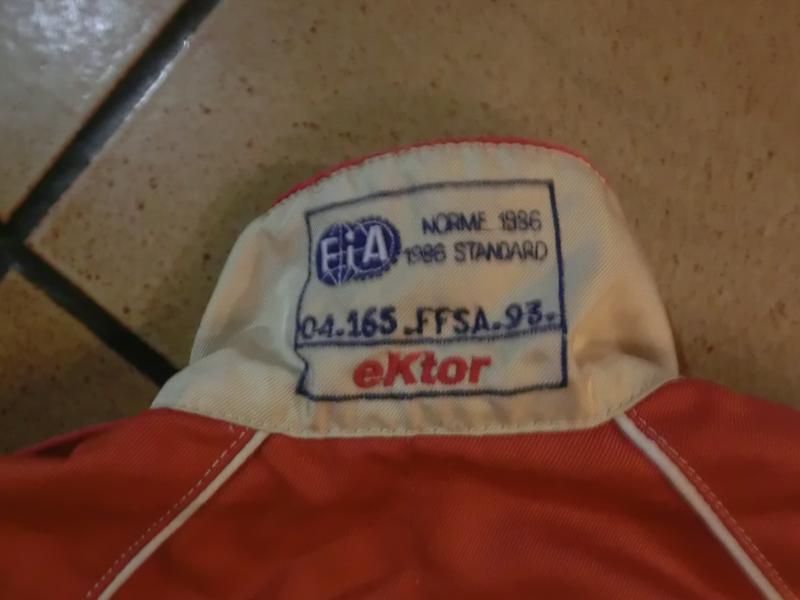 FiA
NORME 1986
1986 STANDARD
04.165.FFSA.93.
eKtor